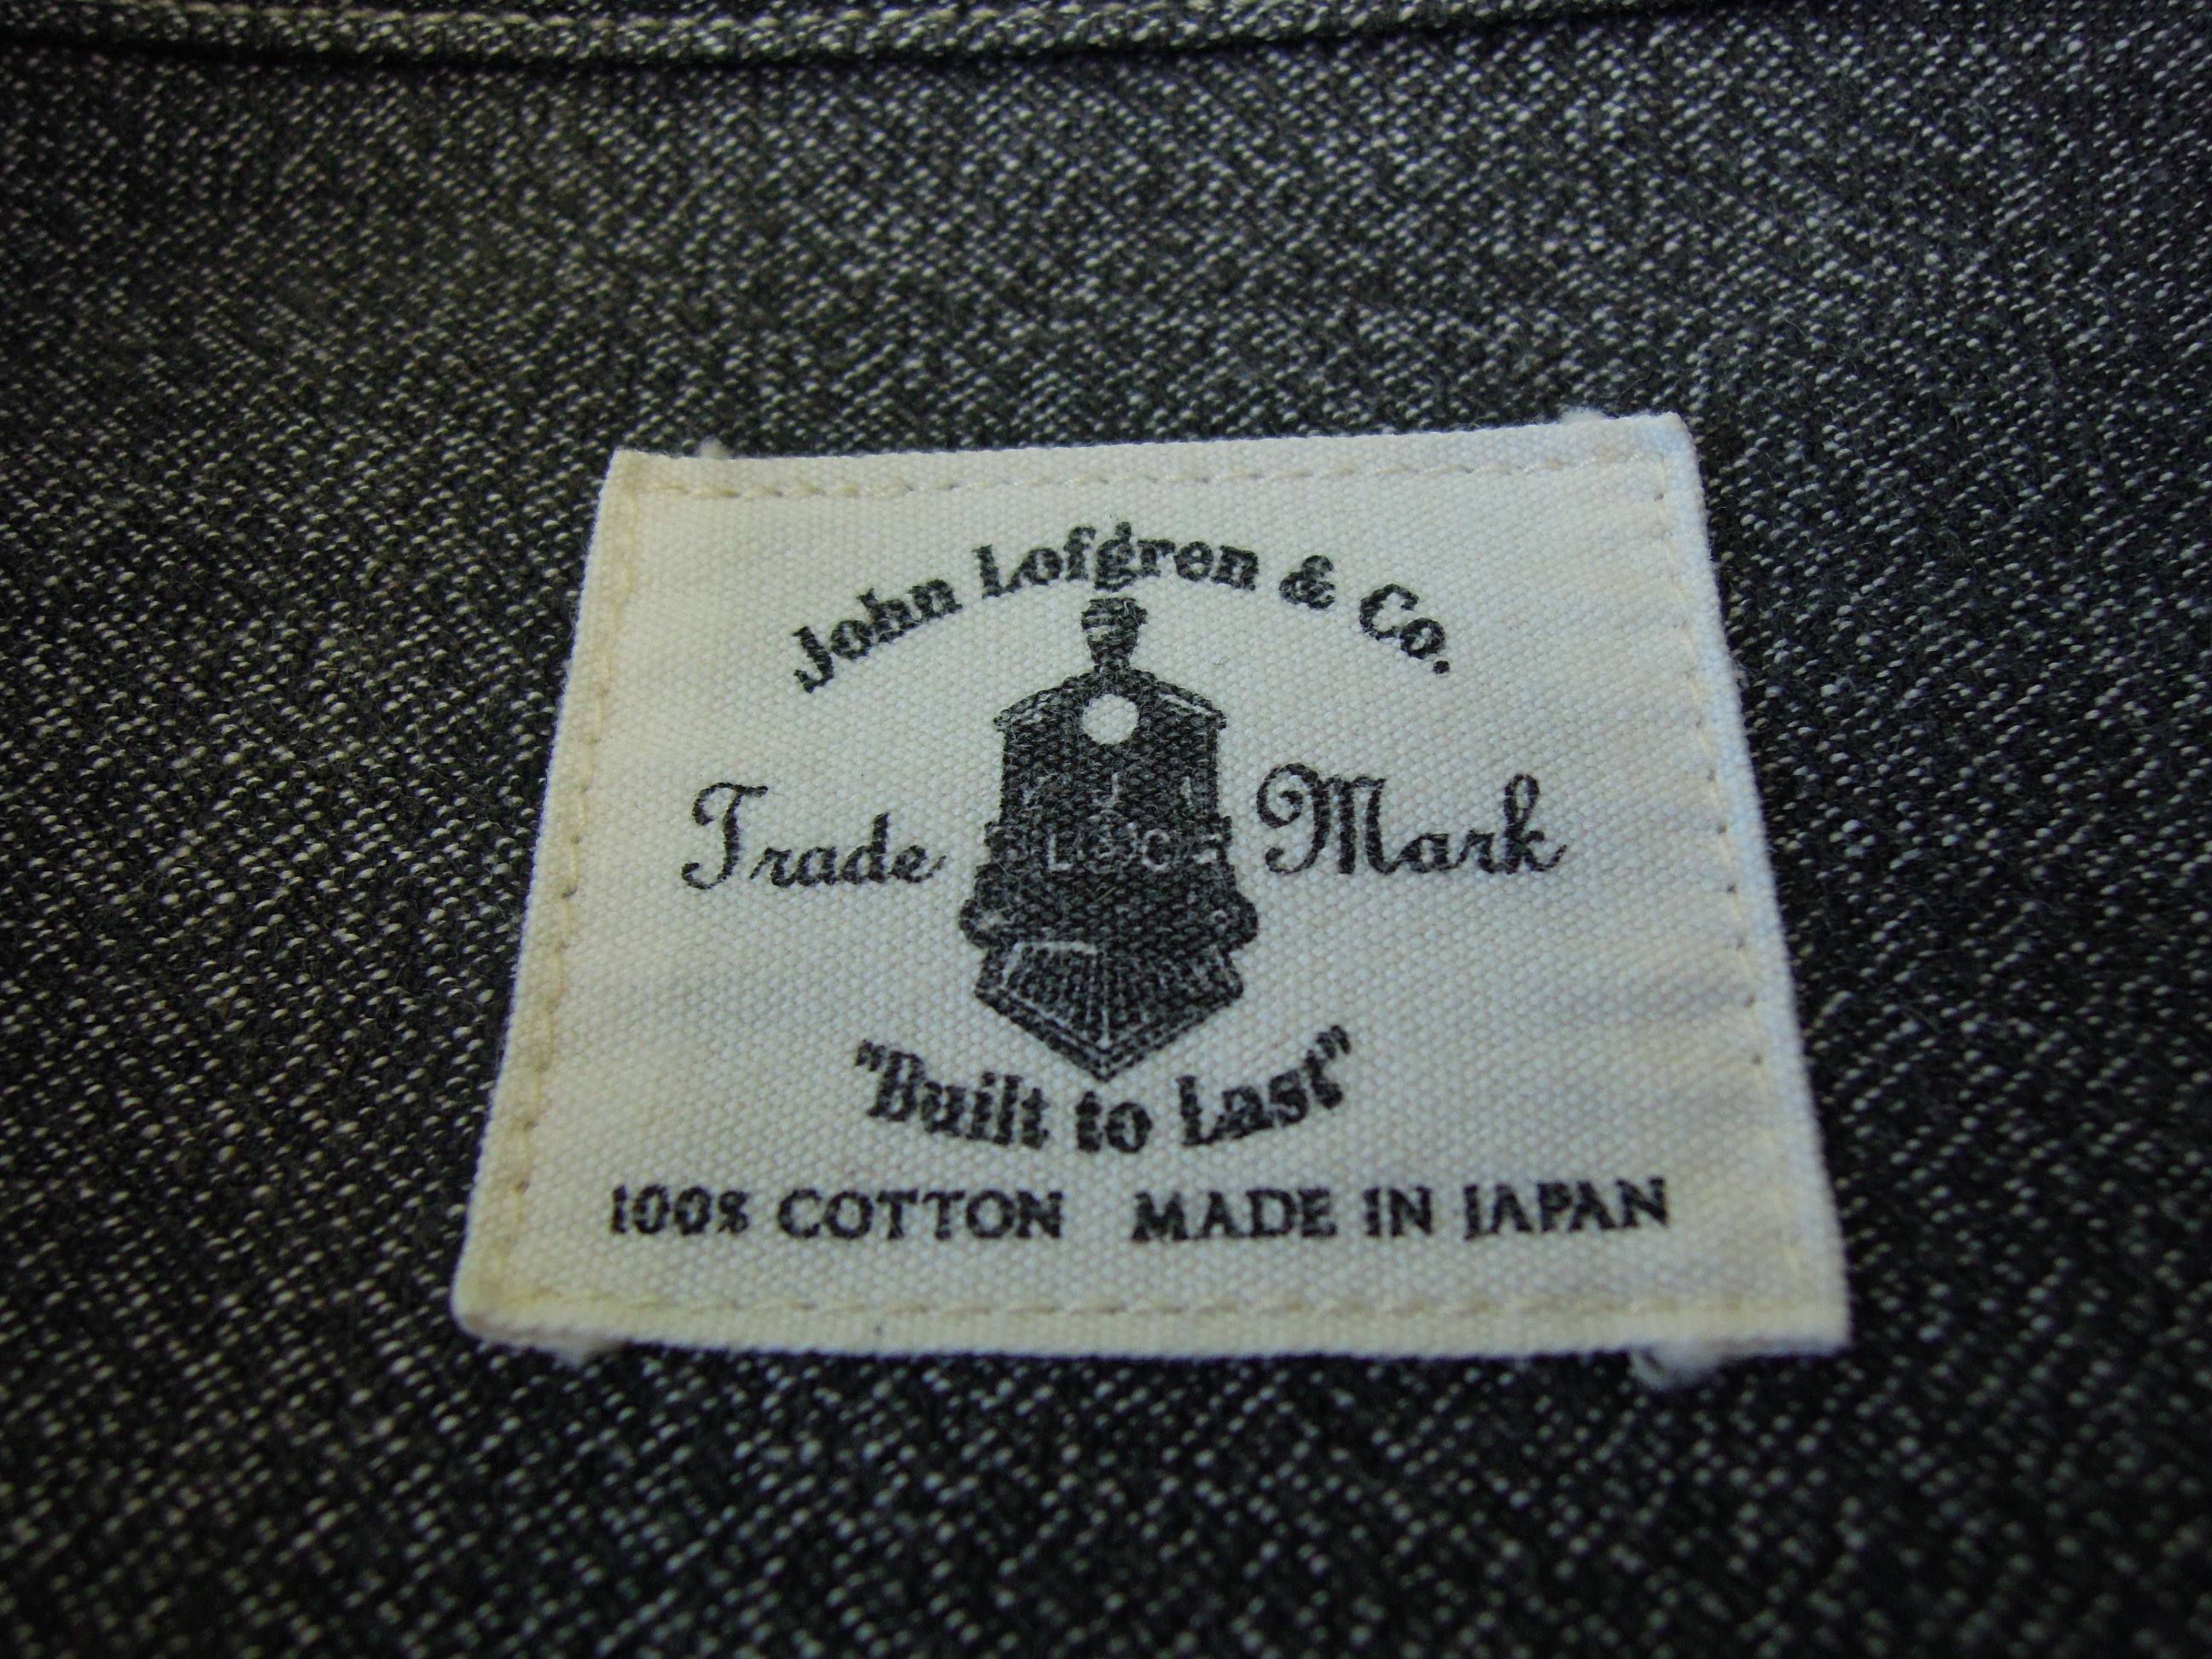 John Lofgren & Co.
Trade Mark
L&C
"Built to Last"
100% COTTON MADE IN JAPAN